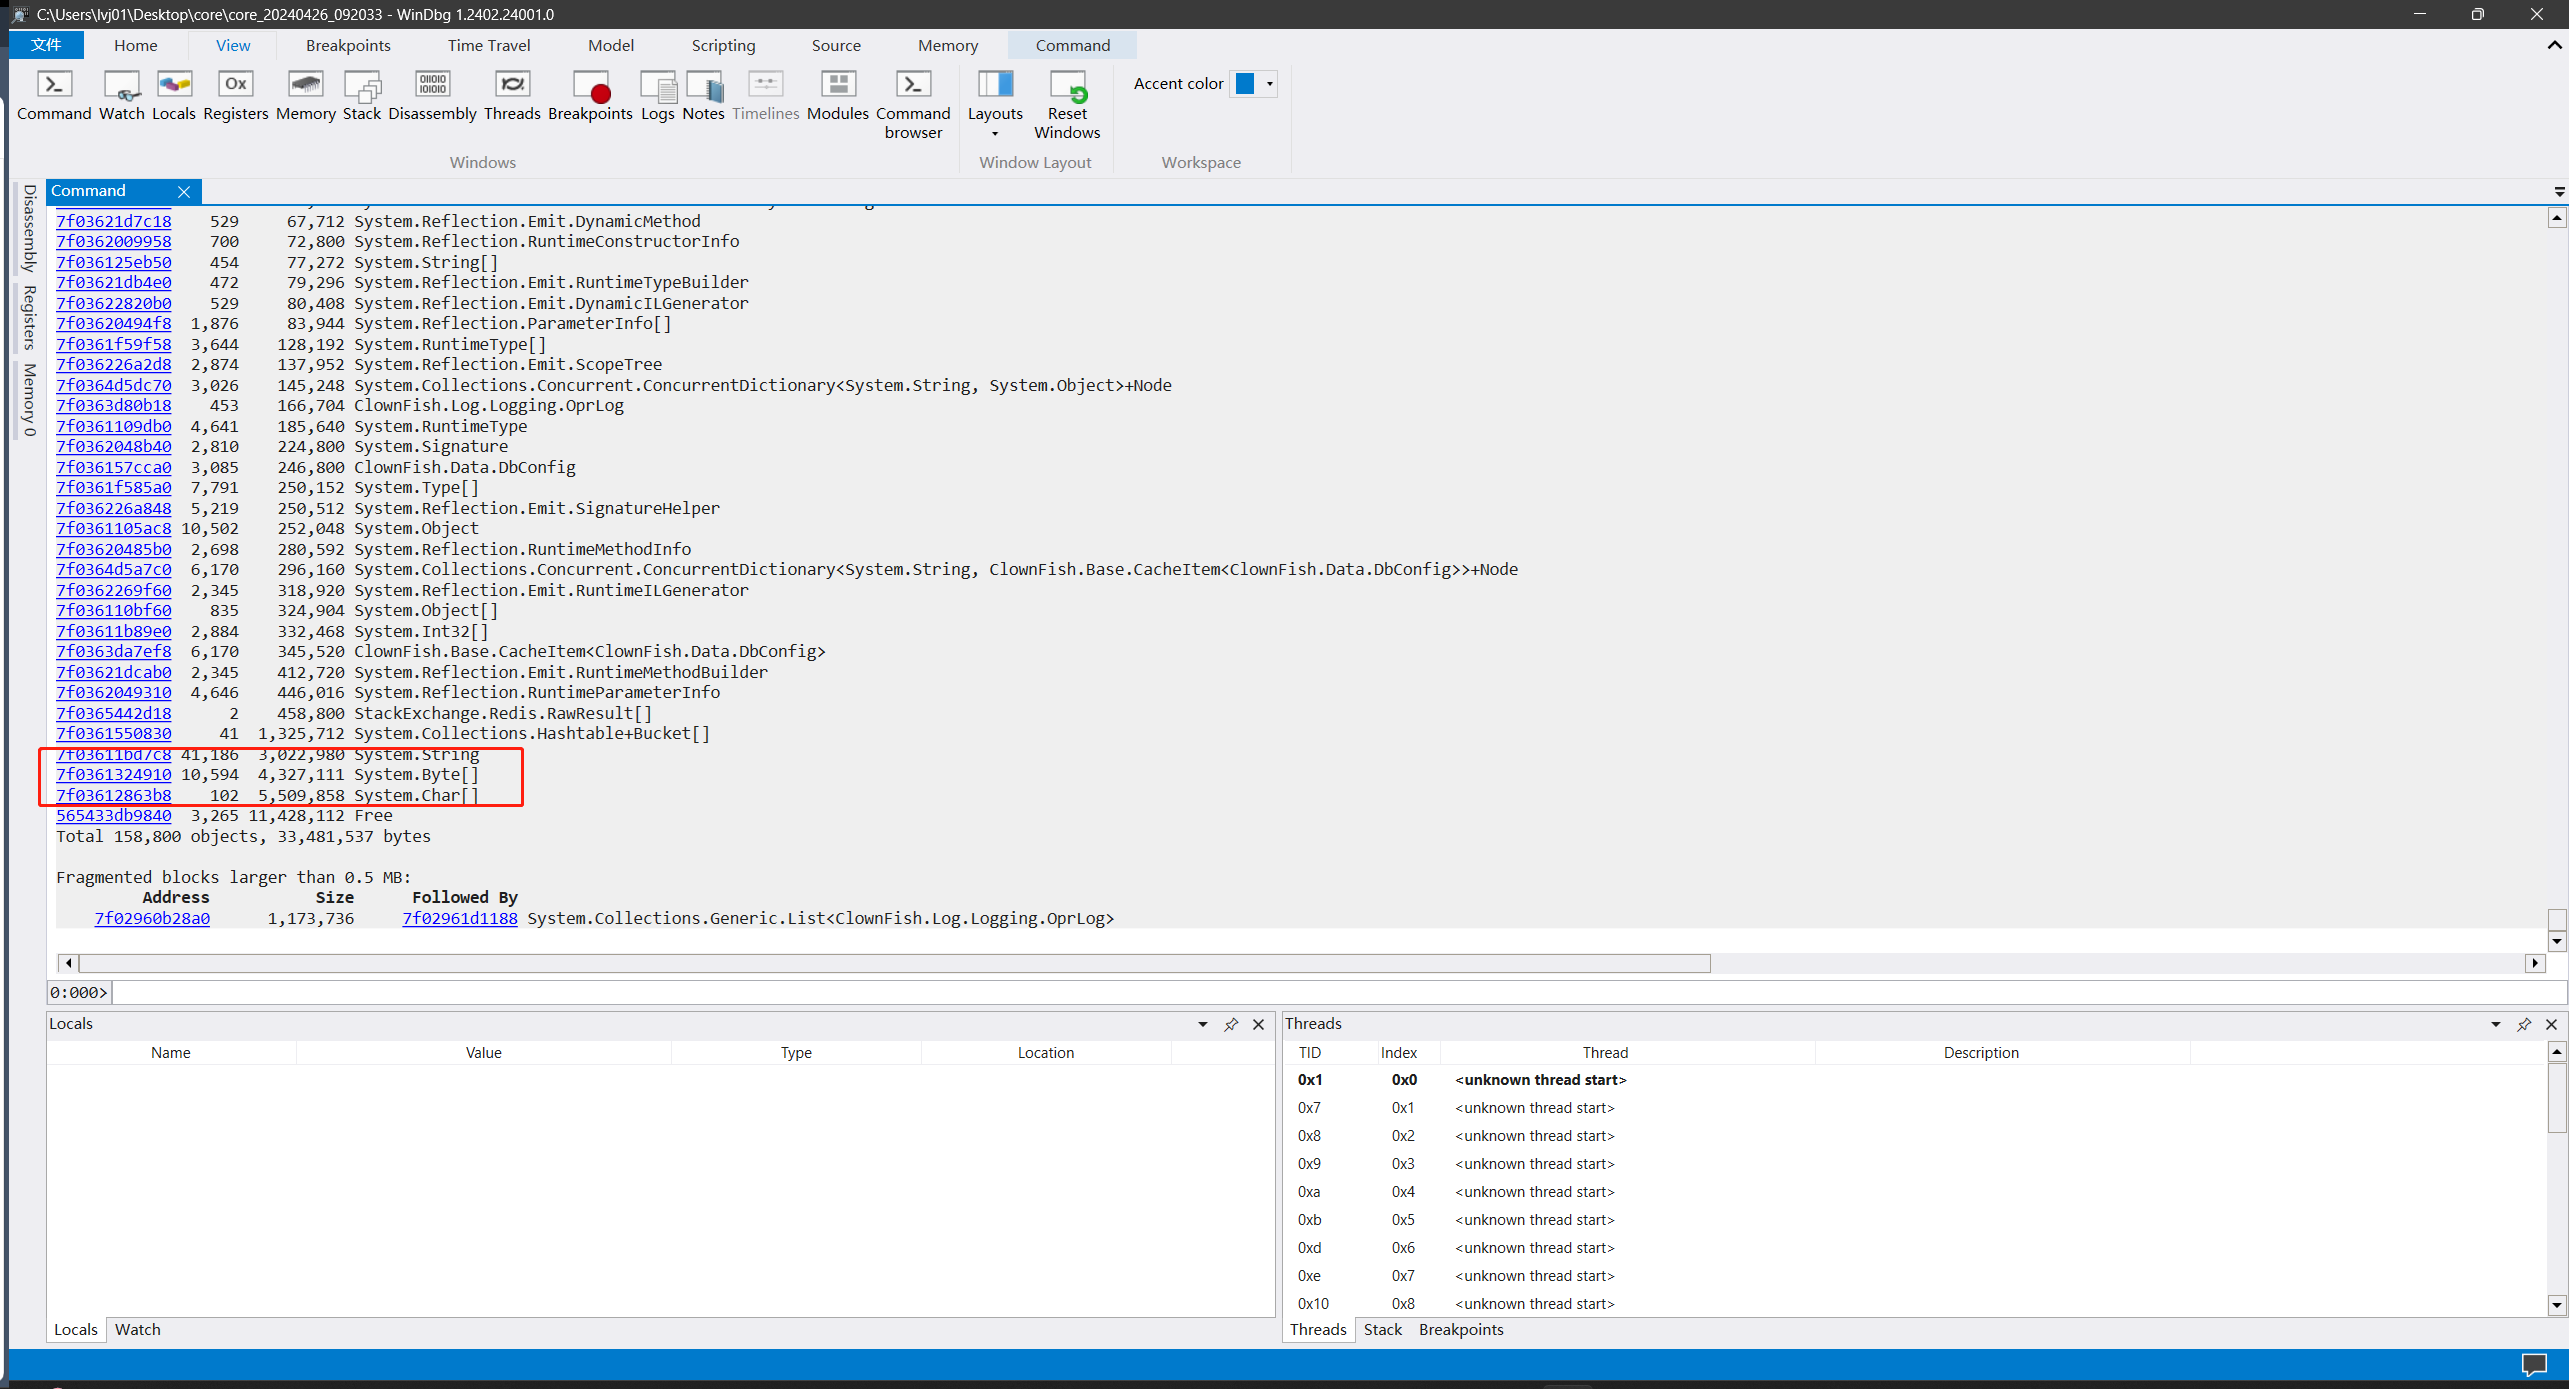 C:\Users\lvj01\Desktop\core\core_20240426_092033 - WinDbg 1.2402.24001.0
文件 Home View Breakpoints Time Travel Model Scripting Source Memory Command
Command Watch Locals Registers Memory Stack Disassembly Threads Breakpoints Logs Notes Timelines Modules Command browser Layouts Reset Windows
Accent color
Windows Window Layout Workspace
Disassembly
Registers
Memory 0
Command
7f03621d7c18 529 67,712 System.Reflection.Emit.DynamicMethod
7f0362009958 700 72,800 System.Reflection.RuntimeConstructorInfo
7f036125eb50 454 77,272 System.String[]
7f03621db4e0 472 79,296 System.Reflection.Emit.RuntimeTypeBuilder
7f03622820b0 529 80,408 System.Reflection.Emit.DynamicILGenerator
7f03620494f8 1,876 83,944 System.Reflection.ParameterInfo[]
7f0361f59f58 3,644 128,192 System.RuntimeType[]
7f036226a2d8 2,874 137,952 System.Reflection.Emit.ScopeTree
7f0364d5dc70 3,026 145,248 System.Collections.Concurrent.ConcurrentDictionary<System.String, System.Object>+Node
7f0363d80b18 453 166,704 ClownFish.Log.Logging.OprLog
7f0361109db0 4,641 185,640 System.RuntimeType
7f0362048b40 2,810 224,800 System.Signature
7f036157cca0 3,085 246,800 ClownFish.Data.DbConfig
7f0361f585a0 7,791 250,152 System.Type[]
7f036226a848 5,219 250,512 System.Reflection.Emit.SignatureHelper
7f0361105ac8 10,502 252,048 System.Object
7f03620485b0 2,698 280,592 System.Reflection.RuntimeMethodInfo
7f0364d5a7c0 6,170 296,160 System.Collections.Concurrent.ConcurrentDictionary<System.String, ClownFish.Base.CacheItem<ClownFish.Data.DbConfig>>+Node
7f0362269f60 2,345 318,920 System.Reflection.Emit.RuntimeILGenerator
7f036110bf60 835 324,904 System.Object[]
7f03611b89e0 2,884 332,468 System.Int32[]
7f0363da7ef8 6,170 345,520 ClownFish.Base.CacheItem<ClownFish.Data.DbConfig>
7f03621dcab0 2,345 412,720 System.Reflection.Emit.RuntimeMethodBuilder
7f0362049310 4,646 446,016 System.Reflection.RuntimeParameterInfo
7f0365442d18 2 458,800 StackExchange.Redis.RawResult[]
7f0361550830 41 1,325,712 System.Collections.Hashtable+Bucket[]
7f03611bd7c8 41,186 3,022,980 System.String
7f0361324910 10,594 4,327,111 System.Byte[]
7f03612863b8 102 5,509,858 System.Char[]
565433db9840 3,265 11,428,112 Free
Total 158,800 objects, 33,481,537 bytes
Fragmented blocks larger than 0.5 MB:
Address Size Followed By
7f02960b28a0 1,173,736 7f02961d1188 System.Collections.Generic.List<ClownFish.Log.Logging.OprLog>
0:000>
Locals
Name Value Type Location
Locals Watch
Threads
TID Index Thread Description
0x1 0x0 <unknown thread start>
0x7 0x1 <unknown thread start>
0x8 0x2 <unknown thread start>
0x9 0x3 <unknown thread start>
0xa 0x4 <unknown thread start>
0xb 0x5 <unknown thread start>
0xd 0x6 <unknown thread start>
0xe 0x7 <unknown thread start>
0x10 0x8 <unknown thread start>
Threads Stack Breakpoints